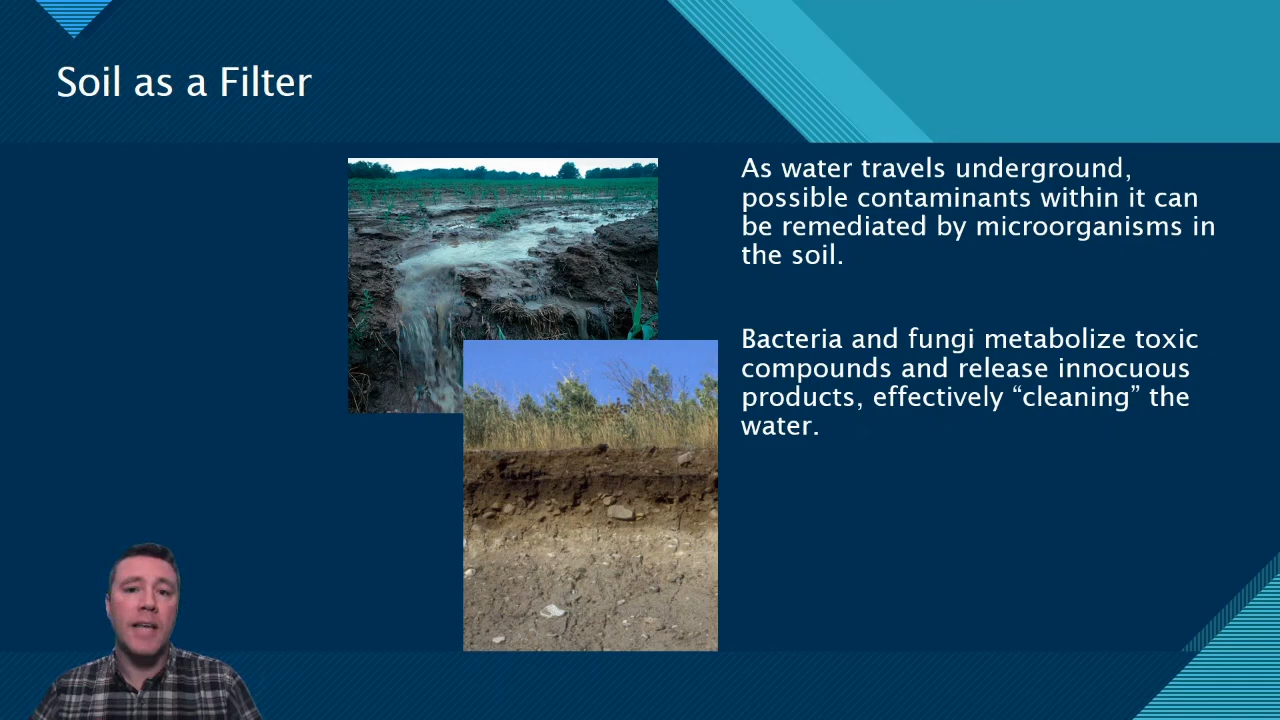 Soil as a Filter
As water travels underground,
possible contaminants within it can
be remediated by microorganisms in
the soil.
Bacteria and fungi metabolize toxic
compounds and release innocuous
products, effectively “cleaning” the
water.